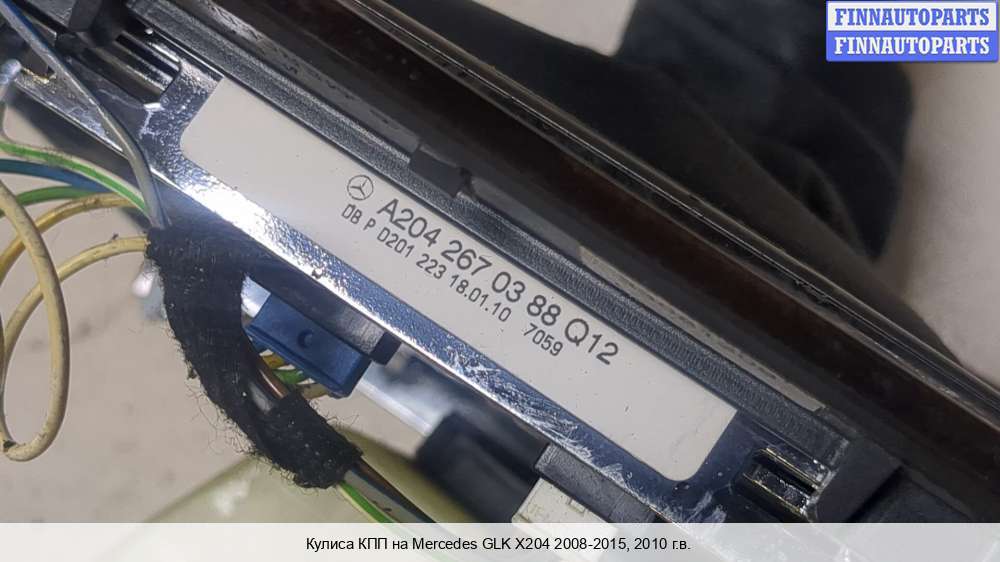 FINNAUTOPARTS
FINNAUTOPARTS
A204 267 03 88 Q12
DB P D201 223 18.01.10 7059
Кулиса КПП на Mercedes GLK X204 2008-2015, 2010 г.в.